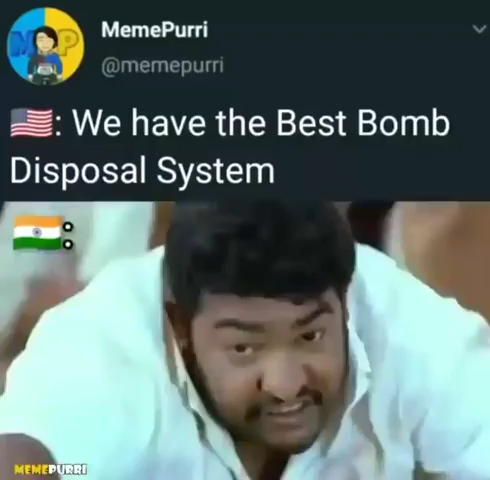 MemePurri
@memepurri
🇺🇸: We have the Best Bomb
Disposal System
🇮🇳:
MEMEPURRI